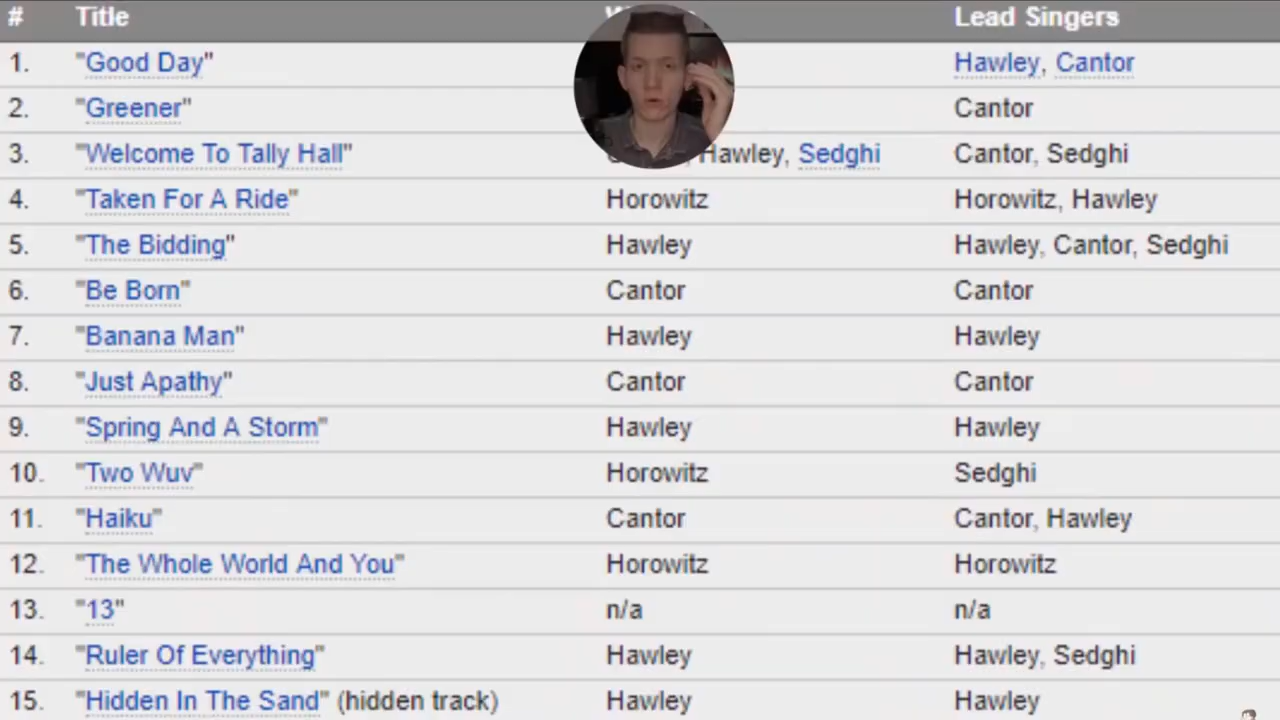 # Title Lead Singers
1. "Good Day" Hawley, Cantor
2. "Greener" Cantor
3. "Welcome To Tally Hall" Hawley, Sedghi Cantor, Sedghi
4. "Taken For A Ride" Horowitz Horowitz, Hawley
5. "The Bidding" Hawley Hawley, Cantor, Sedghi
6. "Be Born" Cantor Cantor
7. "Banana Man" Hawley Hawley
8. "Just Apathy" Cantor Cantor
9. "Spring And A Storm" Hawley Hawley
10. "Two Wuv" Horowitz Sedghi
11. "Haiku" Cantor Cantor, Hawley
12. "The Whole World And You" Horowitz Horowitz
13. "13" n/a n/a
14. "Ruler Of Everything" Hawley Hawley, Sedghi
15. "Hidden In The Sand" (hidden track) Hawley Hawley